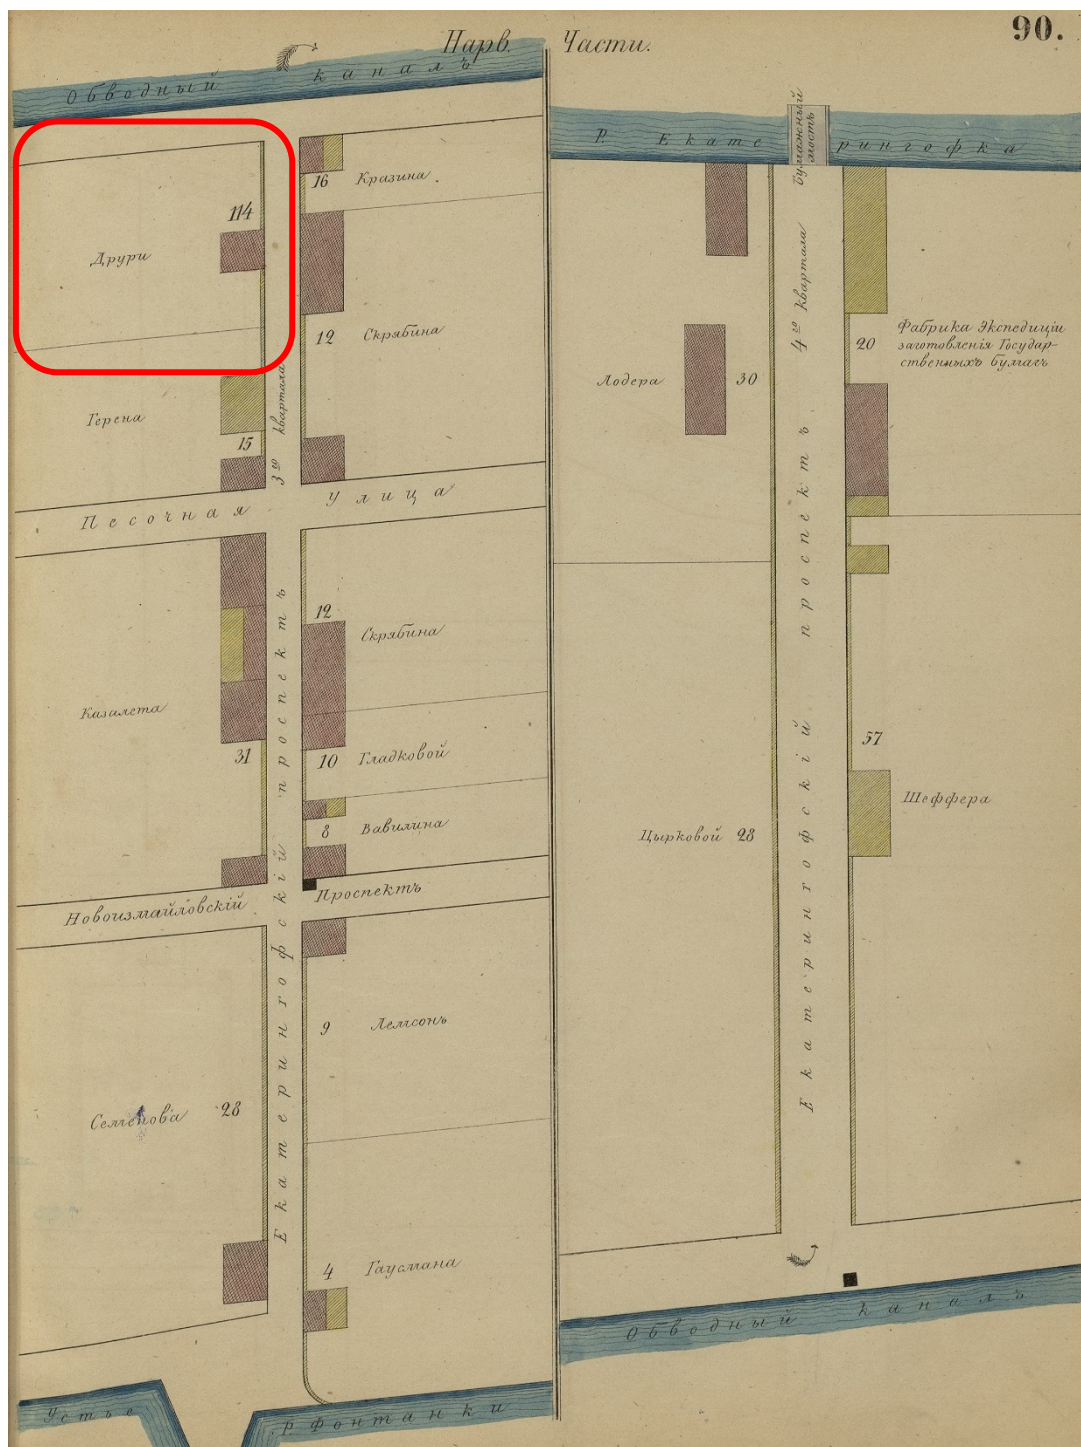 90.
Нарв. Части.
Обводный каналъ
114
Друри
16 Кразина
12 Скрябина
Герена
15
3го квартала
Песочная Улица
12
Скрябина
Казалета
31
10 Гладковой
8 Вавилина
Новоизмайловскій Проспектъ
Екатерингофскій проспектъ
9 Лемсонъ
Семенова 28
4 Гаусмана
Устье р. Фонтанки
Р. Екатерингофка
Бумажный
мостъ
4го квартала
Лодера 30
20 Фабрика Экспедиціи
заготовленія Государ-
ственныхъ бумагъ
Екатерингофскій проспектъ
57
Шеффера
Цырковой 28
Обводный каналъ